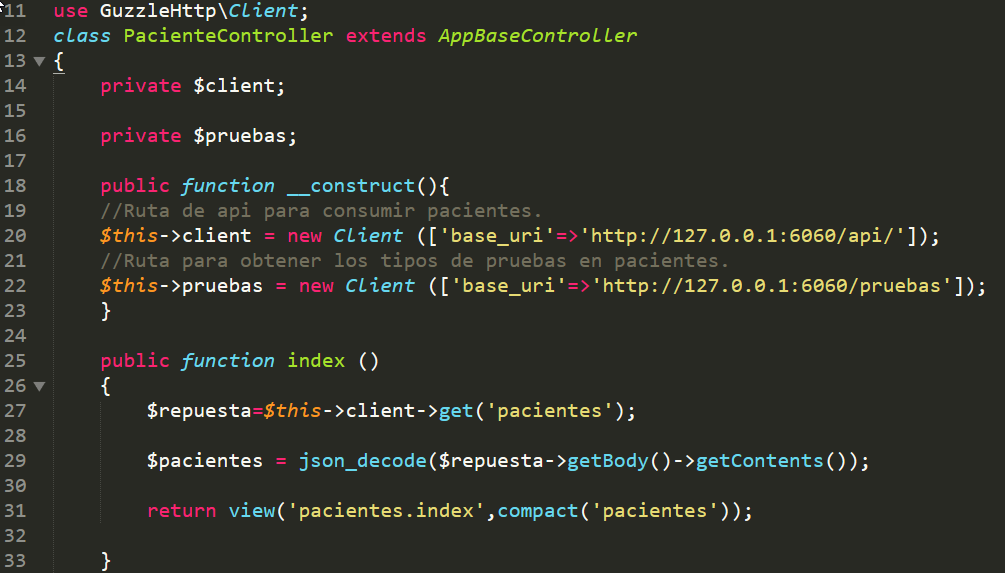 11 use GuzzleHttp\Client;
12 class PacienteController extends AppBaseController
13 {
14     private $client;
15
16     private $pruebas;
17
18     public function __construct(){
19     //Ruta de api para consumir pacientes.
20     $this->client = new Client (['base_uri'=>'http://127.0.0.1:6060/api/']);
21     //Ruta para obtener los tipos de pruebas en pacientes.
22     $this->pruebas = new Client (['base_uri'=>'http://127.0.0.1:6060/pruebas']);
23     }
24
25     public function index ()
26     {
27         $repuesta=$this->client->get('pacientes');
28
29         $pacientes = json_decode($repuesta->getBody()->getContents());
30
31         return view('pacientes.index',compact('pacientes'));
32
33     }